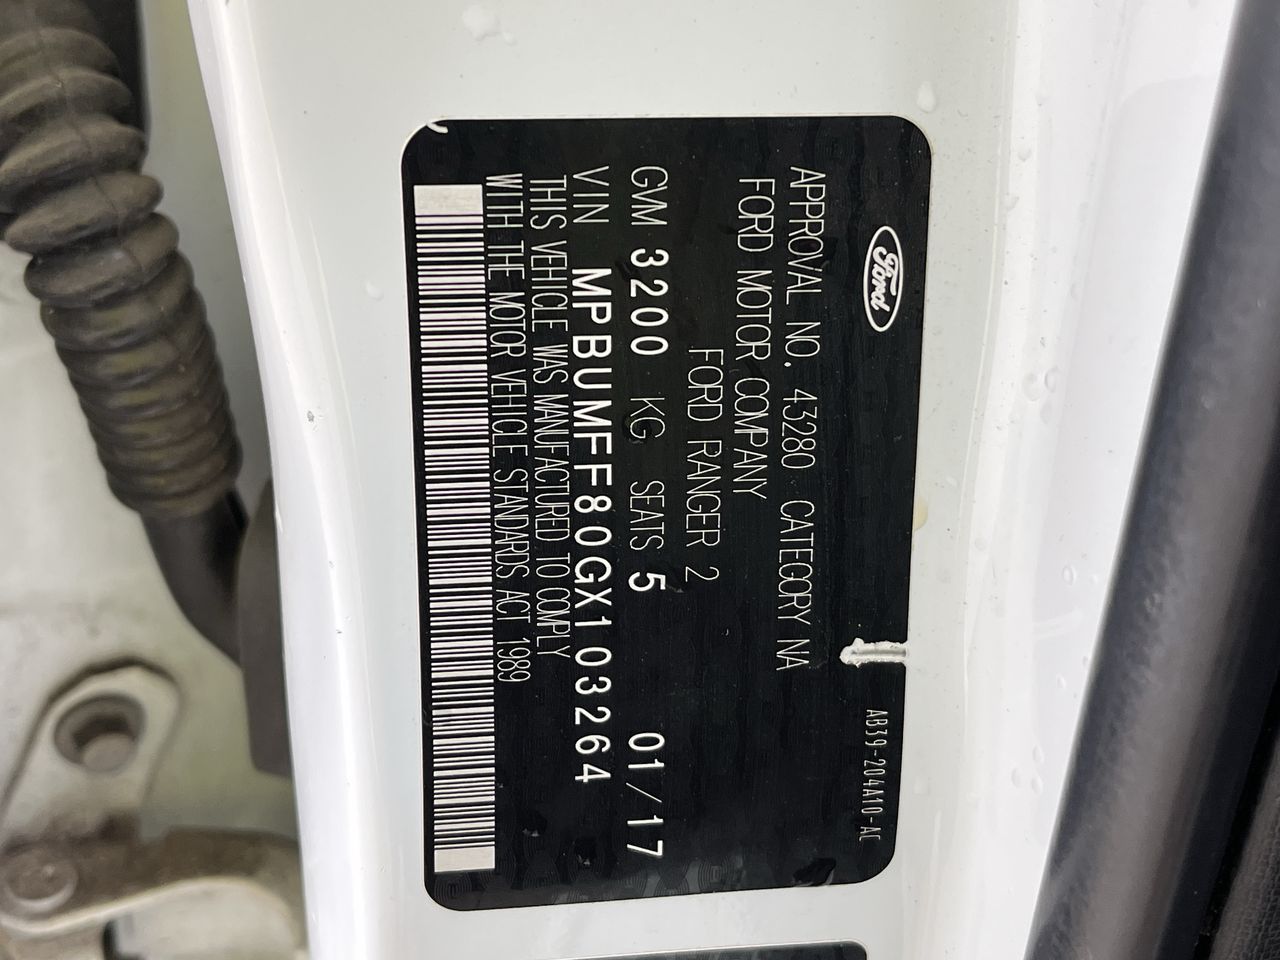 Ford
AB39-204A10-AC
APPROVAL NO. 43280 CATEGORY NA
FORD MOTOR COMPANY
FORD RANGER 2
GVM 3200 KG SEATS 5 01/17
VIN MPBUMFF80GX103264
THIS VEHICLE WAS MANUFACTURED TO COMPLY
WITH THE MOTOR VEHICLE STANDARDS ACT 1989